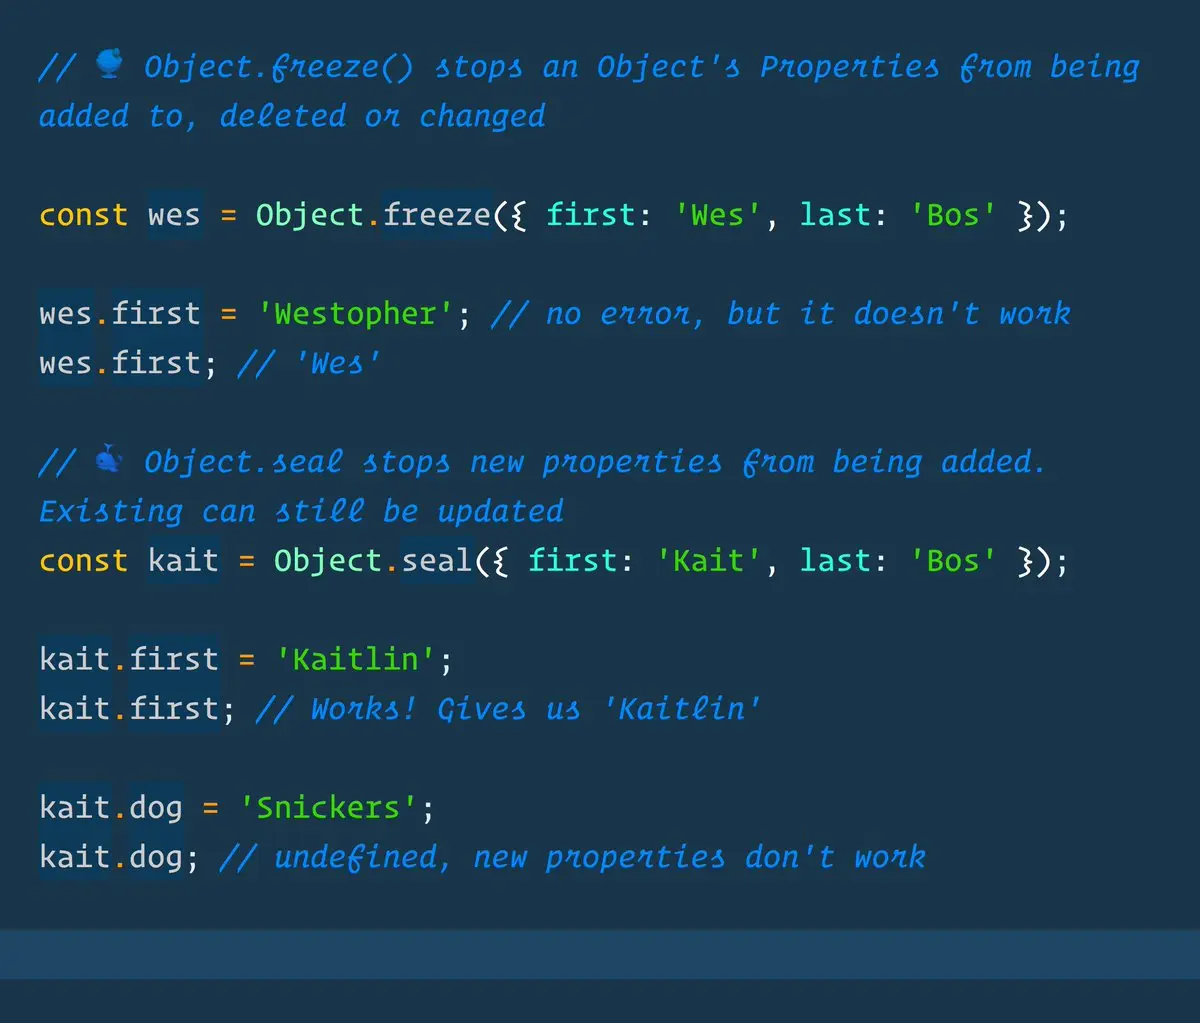 // 🥶 Object.freeze() stops an Object's Properties from being
added to, deleted or changed
const wes = Object.freeze({ first: 'Wes', last: 'Bos' });
wes.first = 'Westopher'; // no error, but it doesn't work
wes.first; // 'Wes'
// 🐳 Object.seal stops new properties from being added.
Existing can still be updated
const kait = Object.seal({ first: 'Kait', last: 'Bos' });
kait.first = 'Kaitlin';
kait.first; // Works! Gives us 'Kaitlin'
kait.dog = 'Snickers';
kait.dog; // undefined, new properties don't work